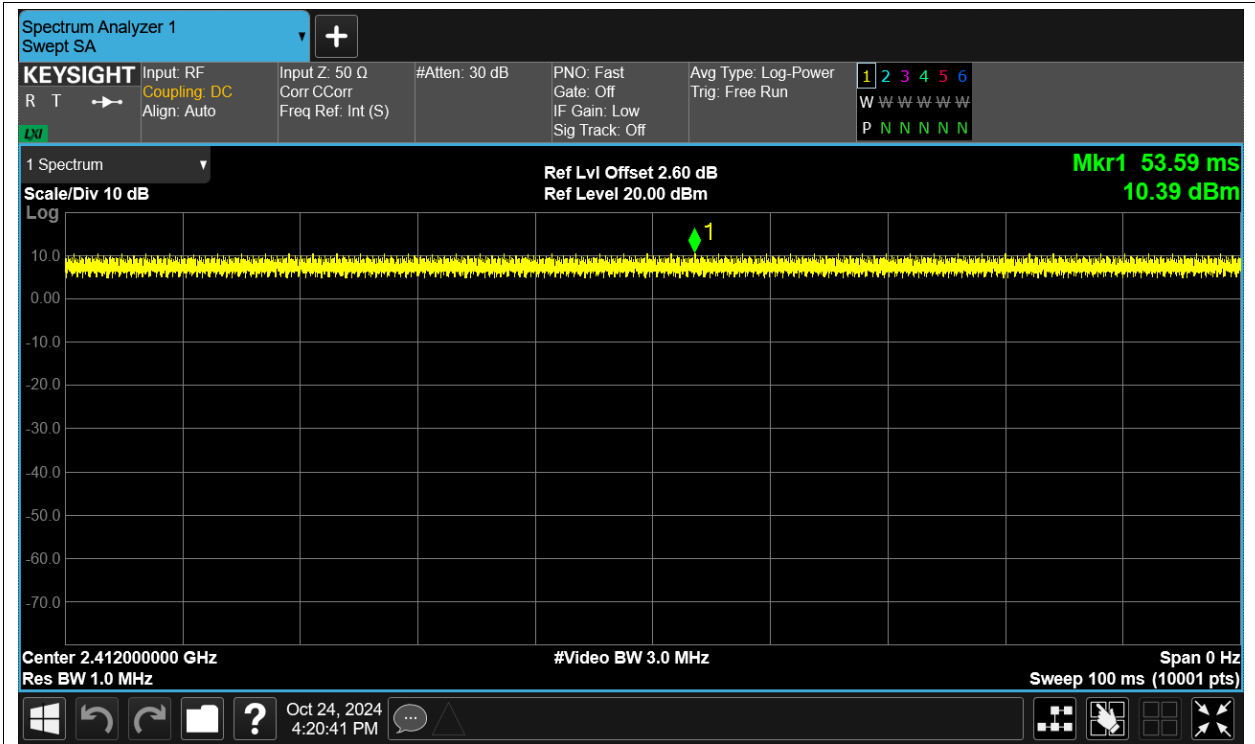 Spectrum Analyzer 1
Swept SA
KEYSIGHT
R T
LXI
Input: RF
Coupling: DC
Align: Auto
Input Z: 50 Ω
Corr CCorr
Freq Ref: Int (S)
#Atten: 30 dB
PNO: Fast
Gate: Off
IF Gain: Low
Sig Track: Off
Avg Type: Log-Power
Trig: Free Run
1 2 3 4 5 6
W W W W W W
P N N N N N
1 Spectrum
Scale/Div 10 dB
Log
Ref Lvl Offset 2.60 dB
Ref Level 20.00 dBm
Mkr1 53.59 ms
10.39 dBm
1
10.0
0.00
-10.0
-20.0
-30.0
-40.0
-50.0
-60.0
-70.0
Center 2.412000000 GHz
Res BW 1.0 MHz
#Video BW 3.0 MHz
Span 0 Hz
Sweep 100 ms (10001 pts)
?
Oct 24, 2024
4:20:41 PM